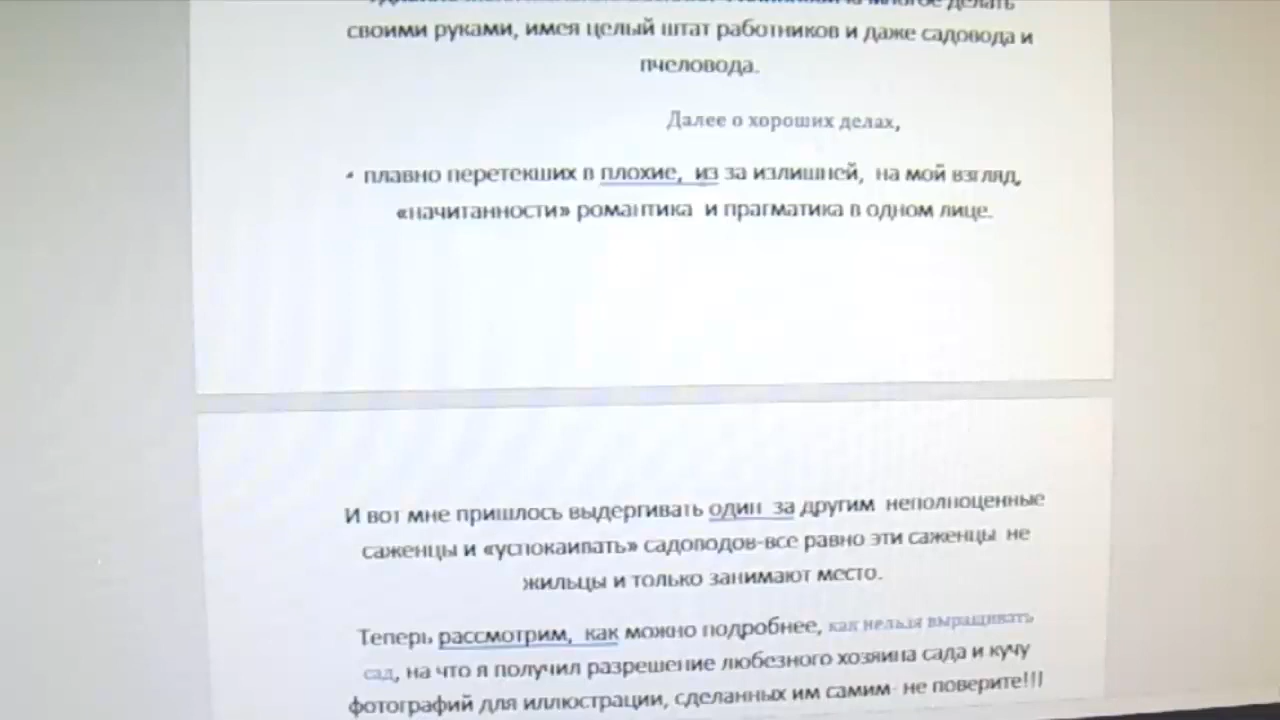 многое делать
своими руками, имея целый штат работников и даже садовода и
пчеловода.
Далее о хороших делах,
• плавно перетекших в плохие, из за излишней, на мой взгляд,
«начитанности» романтика и прагматика в одном лице.
И вот мне пришлось выдергивать один за другим неполноценные
саженцы и «успокаивать» садоводов-все равно эти саженцы не
жильцы и только занимают место.
Теперь рассмотрим, как можно подробнее, как нельзя выращивать
сад, на что я получил разрешение любезного хозяина сада и кучу
фотографий для иллюстрации, сделанных им самим- не поверите!!!